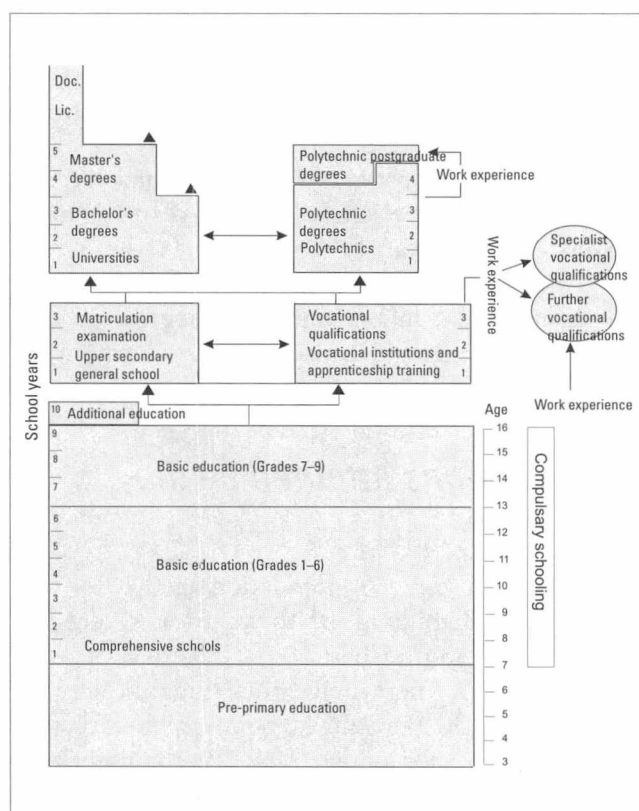 Doc.
Lic.
5
Master's
4
degrees
3
Bachelor's
degrees
2
1
Universities
Polytechnic postgraduate
degrees
4
Work experience
Polytechnic
3
degrees
Polytechnics
2
1
Work experience
Specialist
vocational
qualifications
Further
vocational
qualifications
Work experience
3
Matriculation
examination
2
Upper secondary
general school
1
Vocational
qualifications
3
Vocational institutions and
apprenticeship training
2
1
School years
10 Additional education
9
8
7
Basic education (Grades 7–9)
6
5
4
3
2
1
Basic education (Grades 1–6)
Comprehensive schools
Pre-primary education
Age
16
15
14
13
12
11
10
9
8
7
6
5
4
3
Compulsary schooling